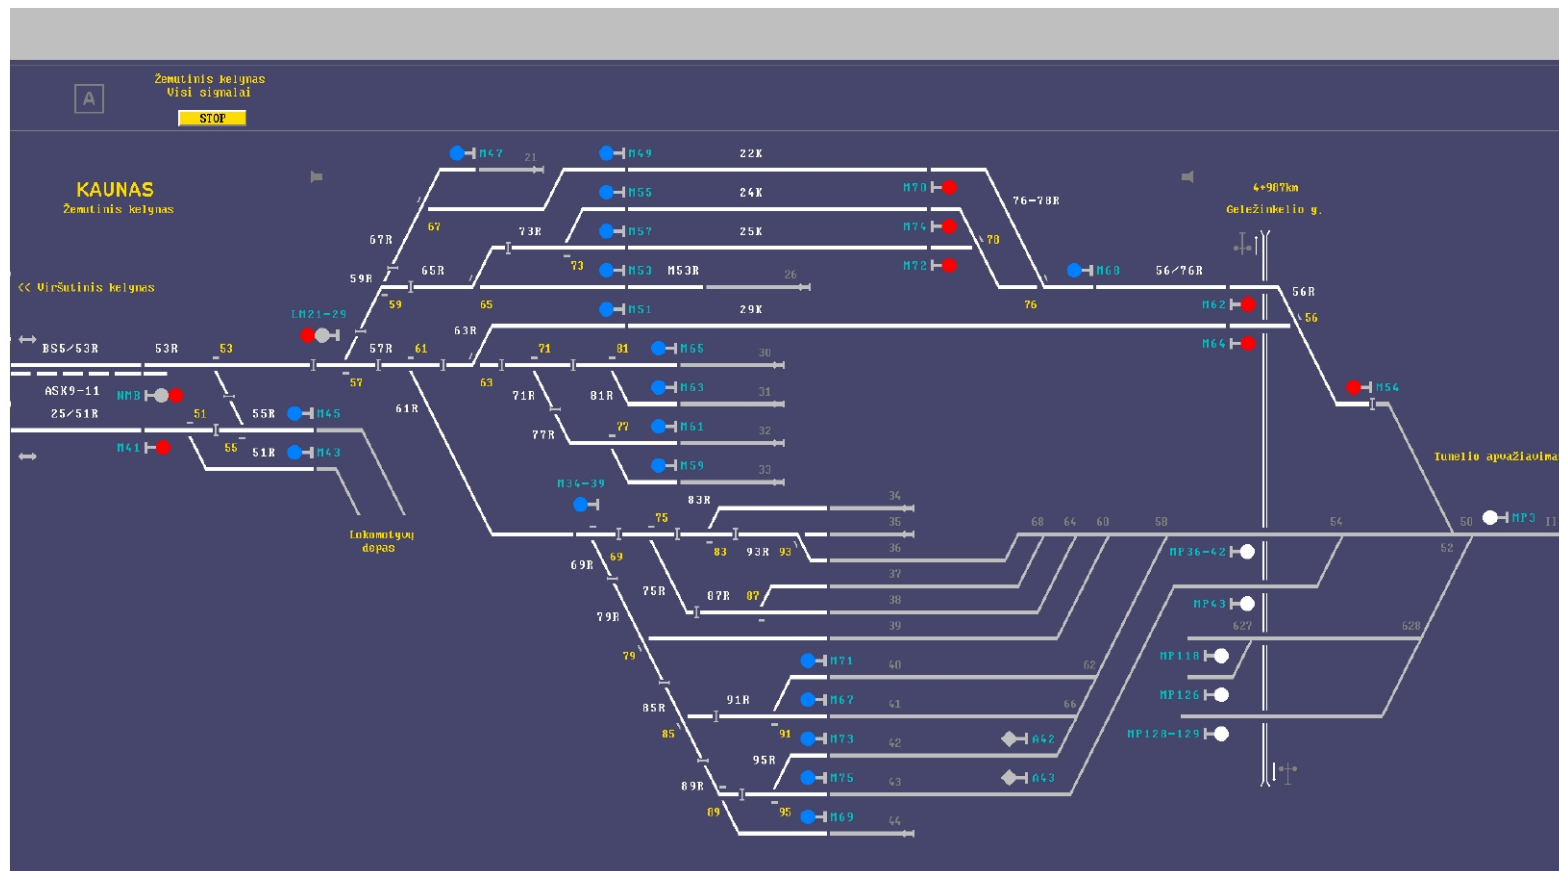 Žemutinis kelynas
Visi signalai
A
STOP
M47
21
M49
22K
KAUNAS
Žemutinis kelynas
M55
24K
M70
4+987km
76-78R
Geležinkelio g.
67
67R
73R
M57
25K
M74
78
73
M72
59R
65R
M53
M53R
26
M68
56/76R
<< Viršutinis kelynas
59
65
76
56R
LM21-29
M51
29K
M62
56
63R
M64
BS5/53R
53R
53
57R
61
71
81
M65
30
57
63
ASK9-11
NMB
71R
81R
M63
31
M54
25/51R
51
55R
M45
61R
M61
32
77R
77
M41
55
51R
M43
M59
33
Tunelio apvažiavimas
M34-39
83R
34
Lokomotyvų
depas
75
35
68
64
60
58
54
50
MP3
II
69
83
93R
93
36
MP36-42
52
69R
37
75R
87R
87
38
MP43
79R
39
627
628
79
M71
40
62
MP118
85R
91R
M67
41
66
MP126
85
91
M73
42
A42
MP128-129
95R
89R
M75
43
A43
89
95
M69
44